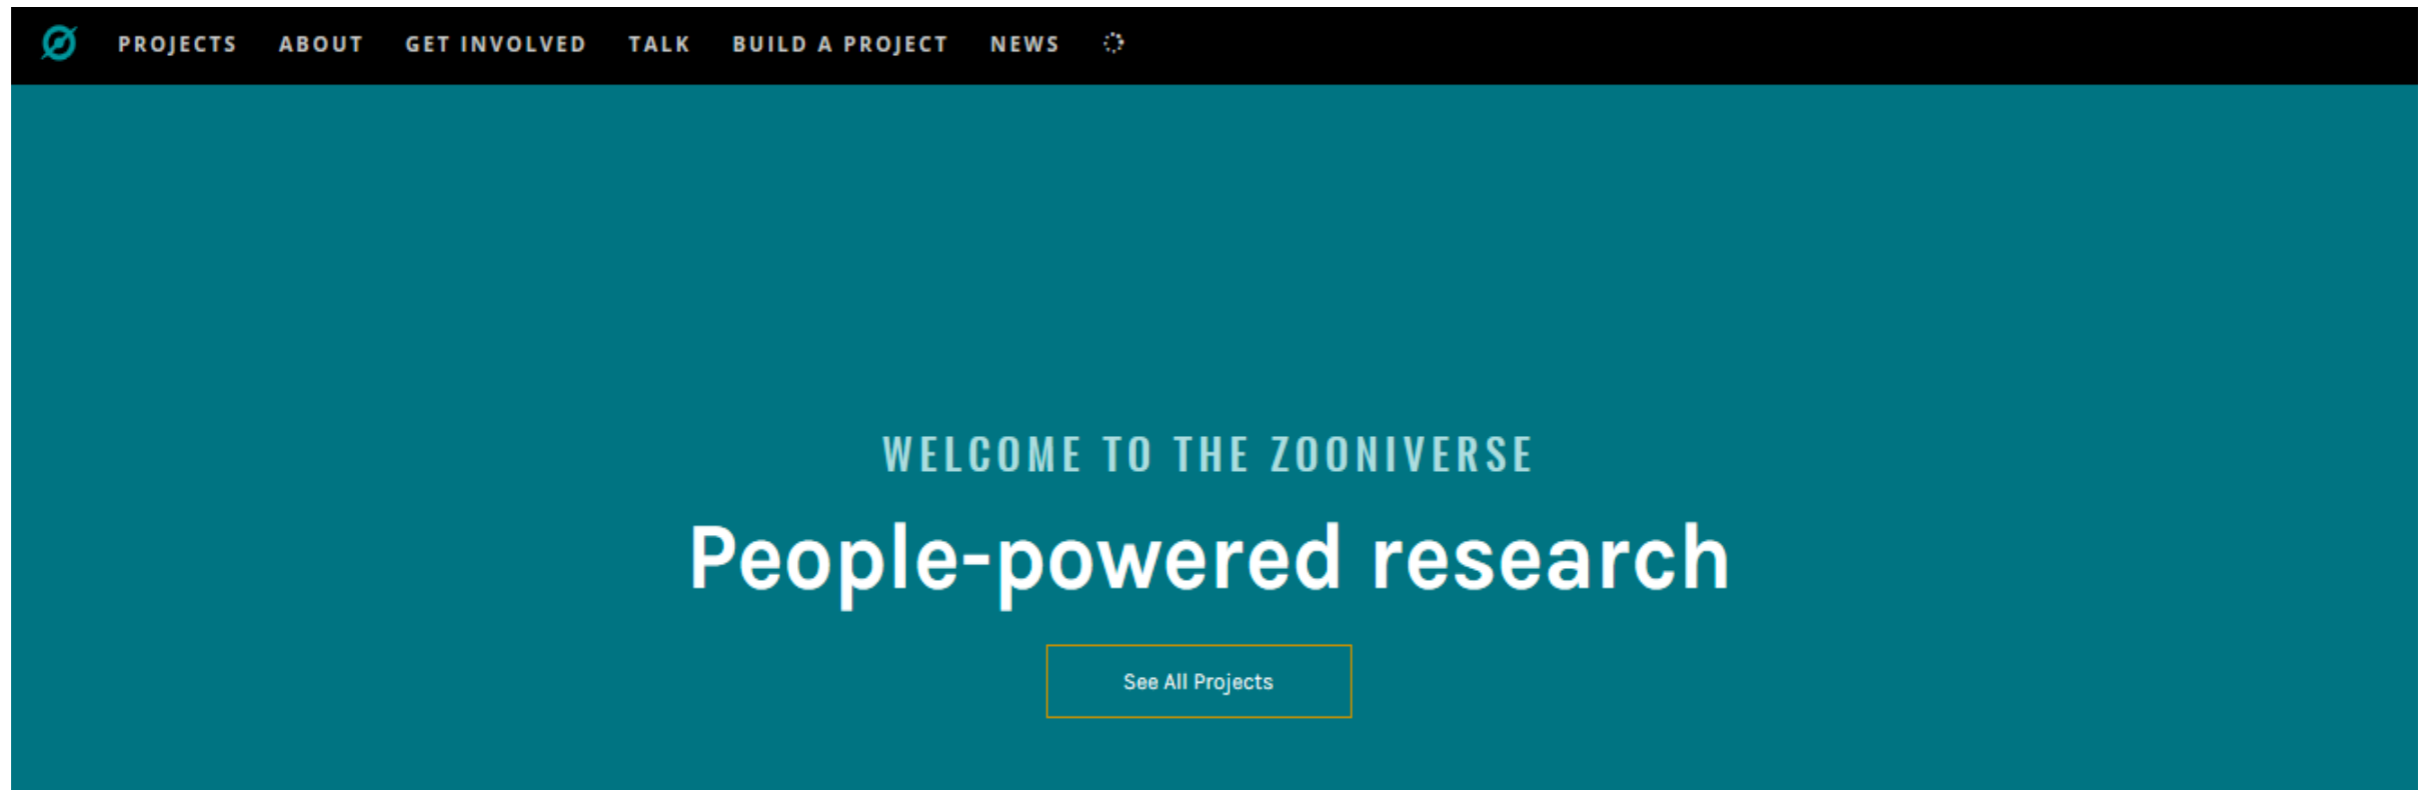 PROJECTS ABOUT GET INVOLVED TALK BUILD A PROJECT NEWS
WELCOME TO THE ZOONIVERSE
People-powered research
See All Projects